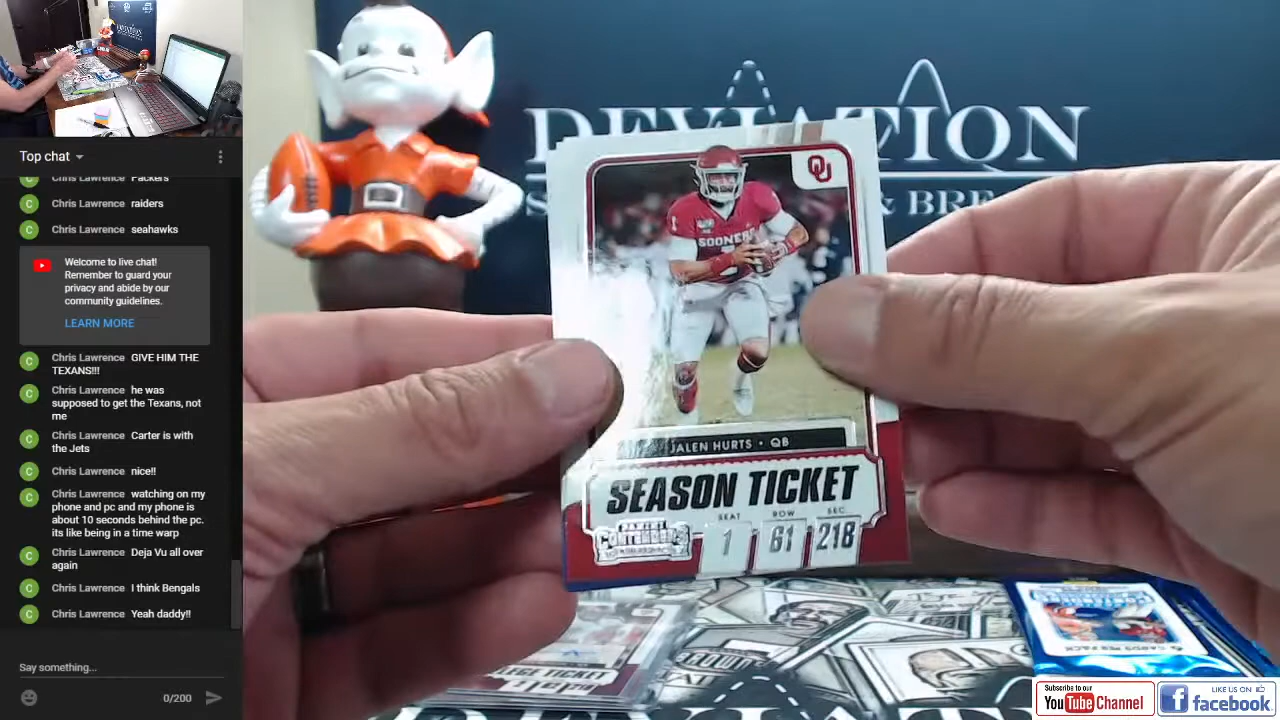 Top chat
Chris Lawrence Packers
Chris Lawrence raiders
Chris Lawrence seahawks
Welcome to live chat!
Remember to guard your
privacy and abide by our
community guidelines.
LEARN MORE
Chris Lawrence GIVE HIM THE
TEXANS!!!
Chris Lawrence he was
supposed to get the Texans, not
me
Chris Lawrence Carter is with
the Jets
Chris Lawrence nice!!
Chris Lawrence watching on my
phone and pc and my phone is
about 10 seconds behind the pc.
its like being in a time warp
Chris Lawrence Deja Vu all over
again
Chris Lawrence I think Bengals
Chris Lawrence Yeah daddy!!
Say something...
0/200
DEVIATION
& BRE
OU
SOONERS
JALEN HURTS • QB
SEASON TICKET
PANINI
CONTENDERS
SEAT ROW SEC
1 61 218
TICKET
BROWN
DEVIAT
Subscribe to our
YouTube Channel
LIKE US ON
facebook